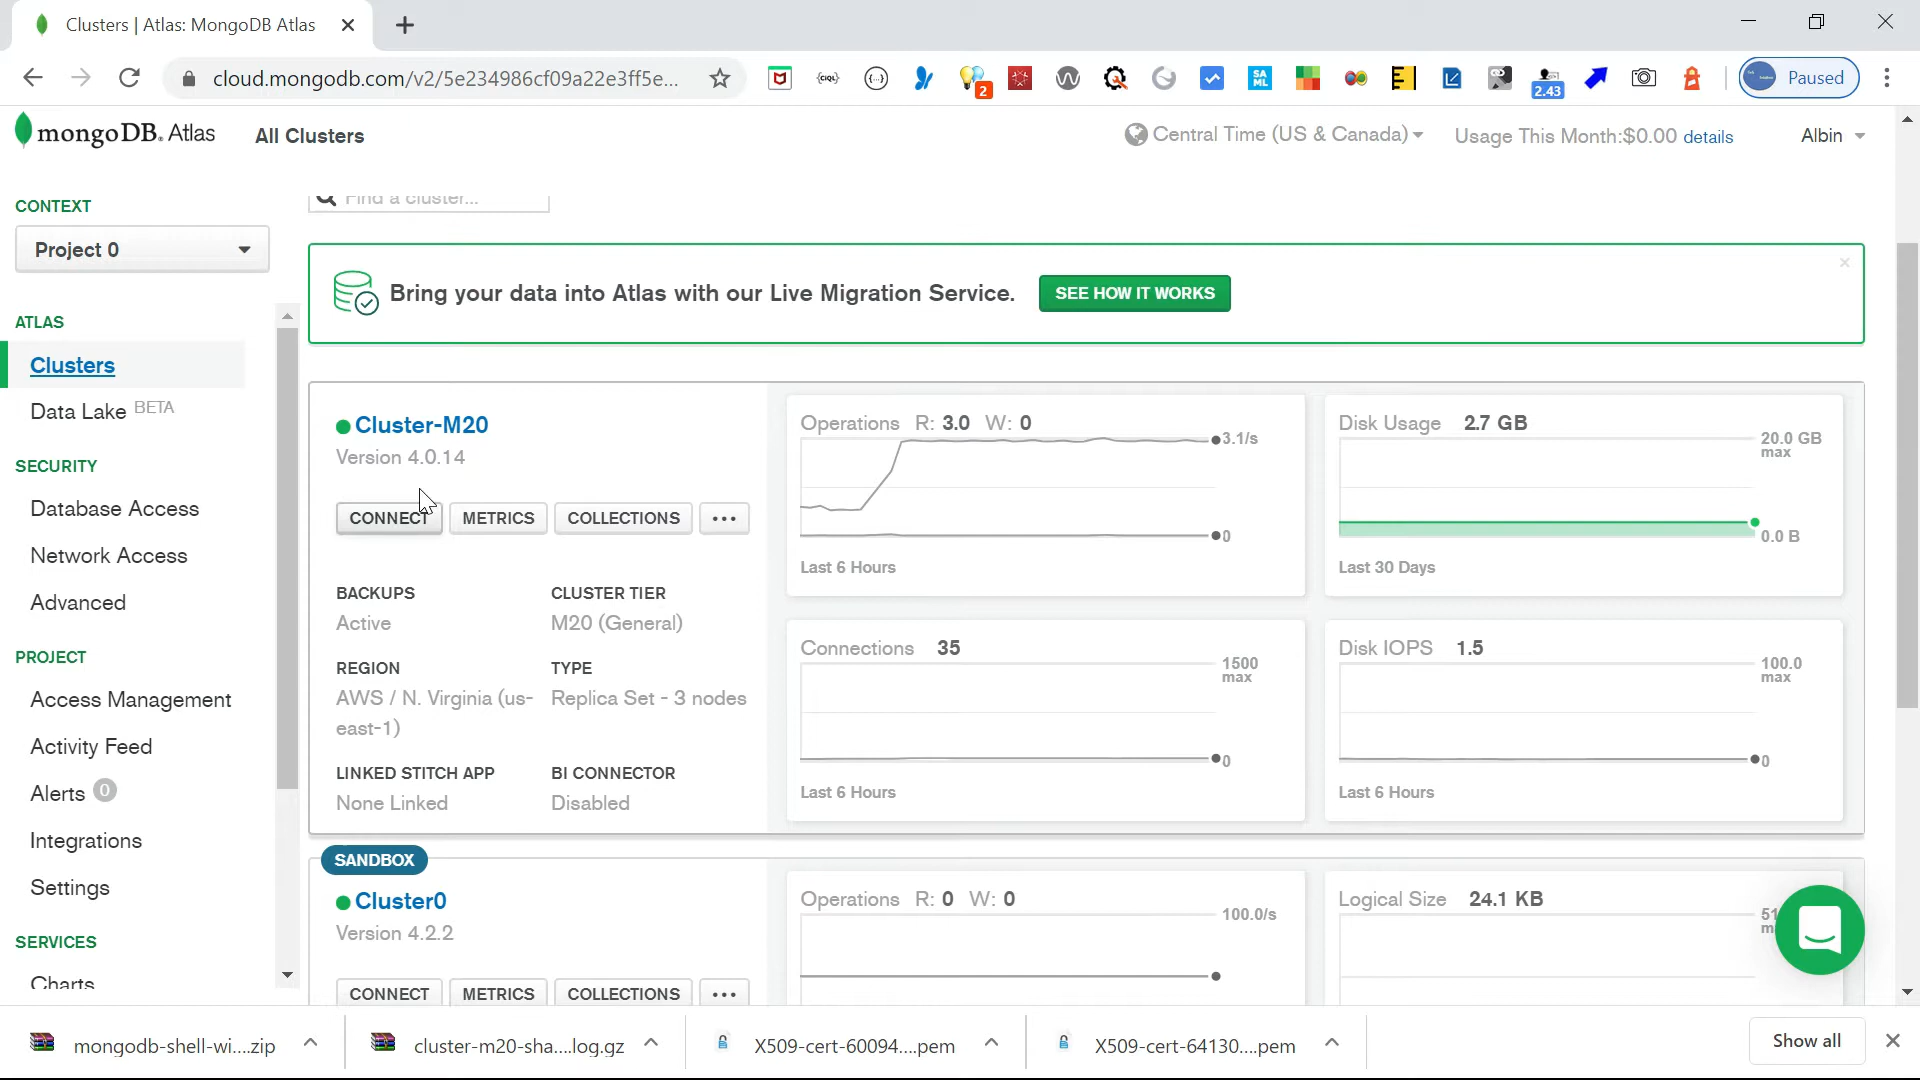 Clusters | Atlas: MongoDB Atlas
cloud.mongodb.com/v2/5e234986cf09a22e3ff5e...
CIQL
2
SA
ML
2.43
Paused
mongoDB. Atlas
All Clusters
Central Time (US & Canada)
Usage This Month:$0.00 details
Albin
CONTEXT
Project 0
ATLAS
Clusters
Data Lake BETA
SECURITY
Database Access
Network Access
Advanced
PROJECT
Access Management
Activity Feed
Alerts 0
Integrations
Settings
SERVICES
Charts
Find a cluster...
Bring your data into Atlas with our Live Migration Service.
SEE HOW IT WORKS
Cluster-M20
Version 4.0.14
CONNECT
METRICS
COLLECTIONS
...
BACKUPS
Active
CLUSTER TIER
M20 (General)
REGION
AWS / N. Virginia (us-
east-1)
TYPE
Replica Set - 3 nodes
LINKED STITCH APP
None Linked
BI CONNECTOR
Disabled
Operations R: 3.0 W: 0
3.1/s
0
Last 6 Hours
Disk Usage 2.7 GB
20.0 GB
max
0.0 B
Last 30 Days
Connections 35
1500
max
0
Last 6 Hours
Disk IOPS 1.5
100.0
max
0
Last 6 Hours
SANDBOX
Cluster0
Version 4.2.2
CONNECT
METRICS
COLLECTIONS
...
Operations R: 0 W: 0
100.0/s
Logical Size 24.1 KB
mongodb-shell-wi....zip
cluster-m20-sha....log.gz
X509-cert-60094....pem
X509-cert-64130....pem
Show all